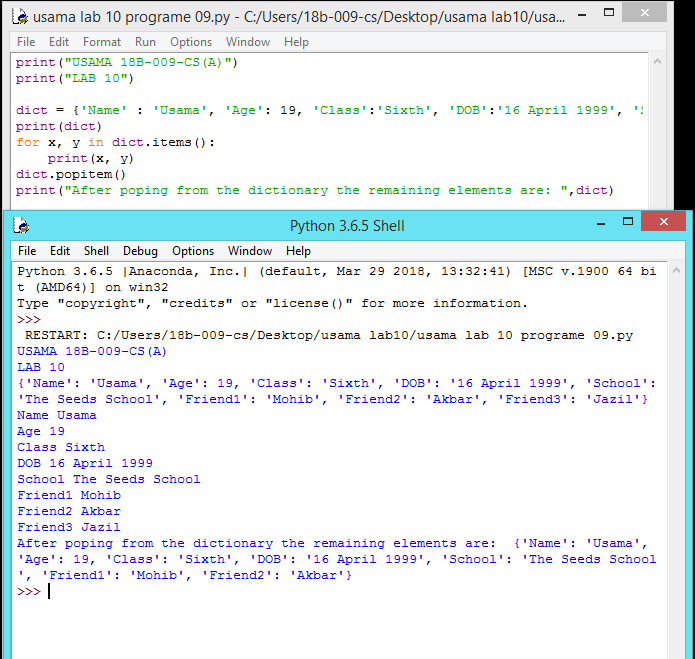 usama lab 10 programe 09.py - C:/Users/18b-009-cs/Desktop/usama lab10/usa...
File Edit Format Run Options Window Help
print("USAMA 18B-009-CS(A)")
print("LAB 10")
dict = {'Name' : 'Usama', 'Age': 19, 'Class':'Sixth', 'DOB':'16 April 1999', 'S
print(dict)
for x, y in dict.items():
    print(x, y)
dict.popitem()
print("After poping from the dictionary the remaining elements are: ",dict)
Python 3.6.5 Shell
File Edit Shell Debug Options Window Help
Python 3.6.5 |Anaconda, Inc.| (default, Mar 29 2018, 13:32:41) [MSC v.1900 64 bi
t (AMD64)] on win32
Type "copyright", "credits" or "license()" for more information.
>>>
 RESTART: C:/Users/18b-009-cs/Desktop/usama lab10/usama lab 10 programe 09.py
USAMA 18B-009-CS(A)
LAB 10
{'Name': 'Usama', 'Age': 19, 'Class': 'Sixth', 'DOB': '16 April 1999', 'School':
'The Seeds School', 'Friend1': 'Mohib', 'Friend2': 'Akbar', 'Friend3': 'Jazil'}
Name Usama
Age 19
Class Sixth
DOB 16 April 1999
School The Seeds School
Friend1 Mohib
Friend2 Akbar
Friend3 Jazil
After poping from the dictionary the remaining elements are:  {'Name': 'Usama',
'Age': 19, 'Class': 'Sixth', 'DOB': '16 April 1999', 'School': 'The Seeds School
', 'Friend1': 'Mohib', 'Friend2': 'Akbar'}
>>>